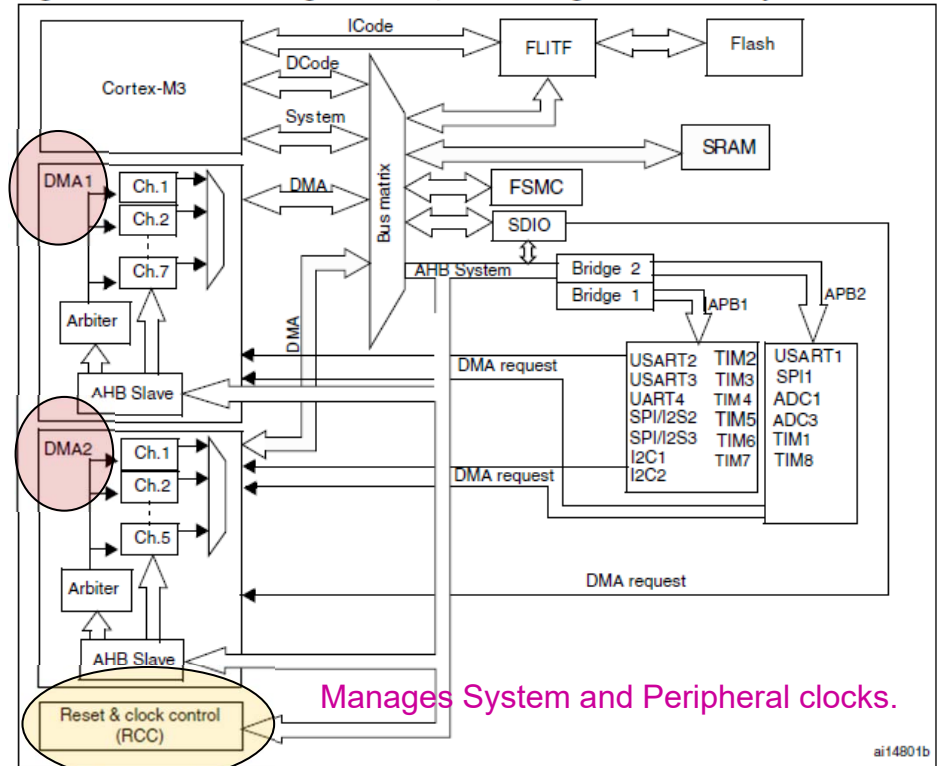 ICode
FLITF
Flash
DCode
Cortex-M3
System
SRAM
DMA1
Ch.1
DMA
FSMC
Ch.2
Bus matrix
SDIO
Ch.7
AHB System
Bridge 2
Bridge 1
APB1
APB2
Arbiter
DMA
DMA request
USART2 TIM2
USART3 TIM3
UART4 TIM4
SPI/I2S2 TIM5
SPI/I2S3 TIM6
I2C1 TIM7
I2C2
USART1
SPI1
ADC1
ADC3
TIM1
TIM8
AHB Slave
DMA2
Ch.1
Ch.2
DMA request
Ch.5
Arbiter
DMA request
AHB Slave
Manages System and Peripheral clocks.
Reset & clock control
(RCC)
ai14801b